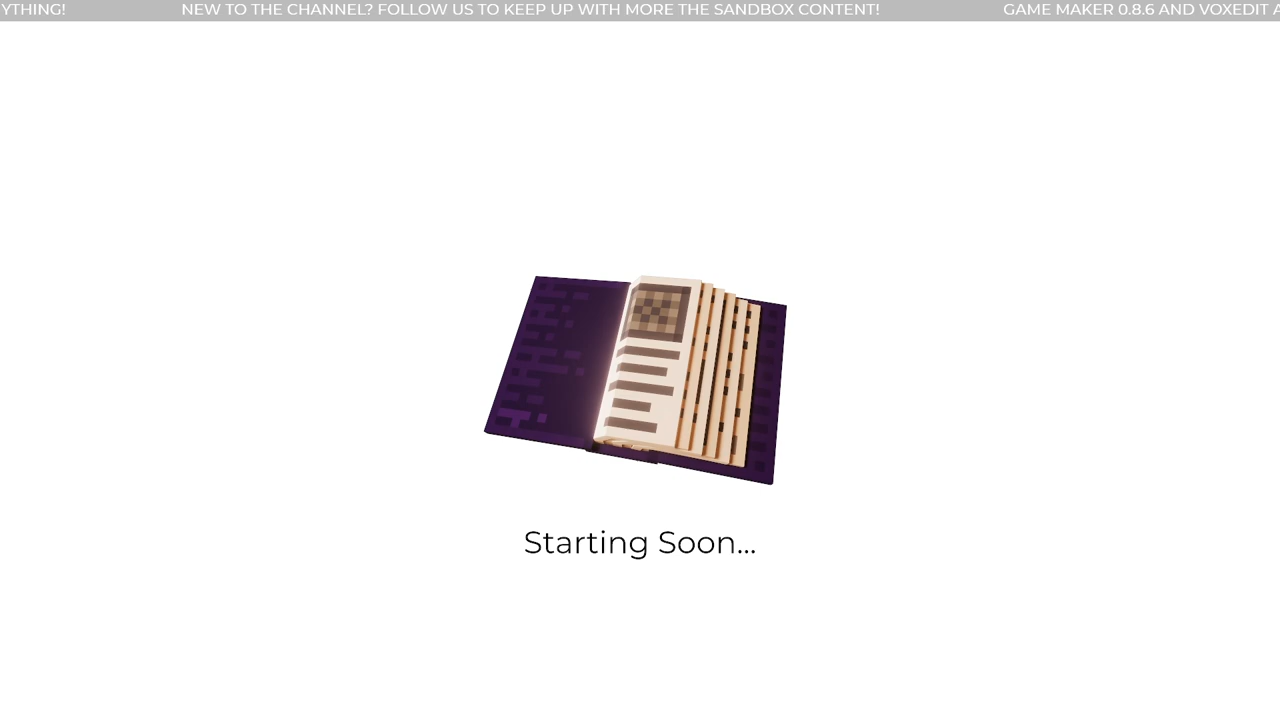 YTHING! NEW TO THE CHANNEL? FOLLOW US TO KEEP UP WITH MORE THE SANDBOX CONTENT! GAME MAKER 0.8.6 AND VOXEDIT A
Starting Soon...